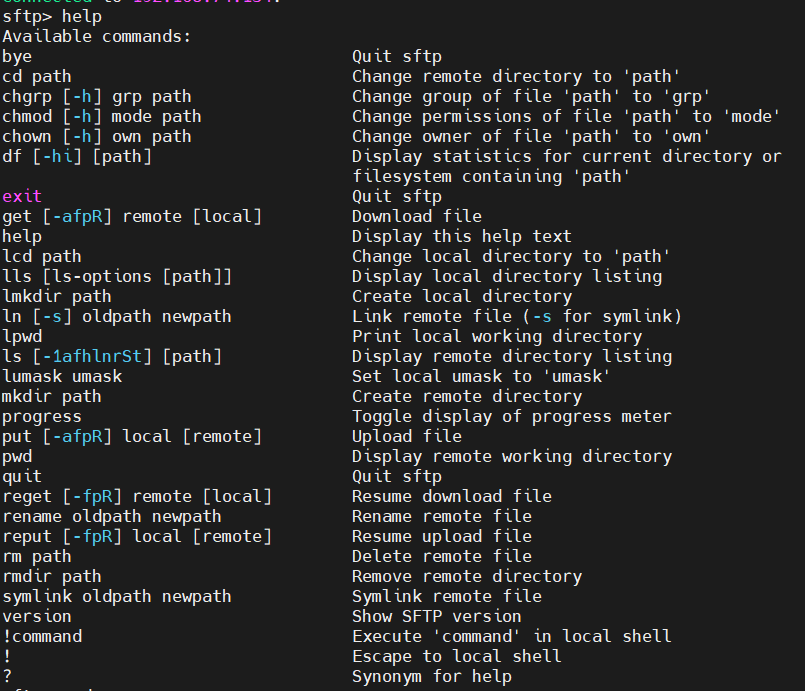 sftp> help
Available commands:
bye                                Quit sftp
cd path                            Change remote directory to 'path'
chgrp [-h] grp path                Change group of file 'path' to 'grp'
chmod [-h] mode path               Change permissions of file 'path' to 'mode'
chown [-h] own path                Change owner of file 'path' to 'own'
df [-hi] [path]                    Display statistics for current directory or
                                   filesystem containing 'path'
exit                               Quit sftp
get [-afpR] remote [local]         Download file
help                               Display this help text
lcd path                           Change local directory to 'path'
lls [ls-options [path]]            Display local directory listing
lmkdir path                        Create local directory
ln [-s] oldpath newpath            Link remote file (-s for symlink)
lpwd                               Print local working directory
ls [-1afhlnrSt] [path]             Display remote directory listing
lumask umask                       Set local umask to 'umask'
mkdir path                         Create remote directory
progress                           Toggle display of progress meter
put [-afpR] local [remote]         Upload file
pwd                                Display remote working directory
quit                               Quit sftp
reget [-fpR] remote [local]        Resume download file
rename oldpath newpath             Rename remote file
reput [-fpR] local [remote]        Resume upload file
rm path                            Delete remote file
rmdir path                         Remove remote directory
symlink oldpath newpath            Symlink remote file
version                            Show SFTP version
!command                           Execute 'command' in local shell
!                                  Escape to local shell
?                                  Synonym for help